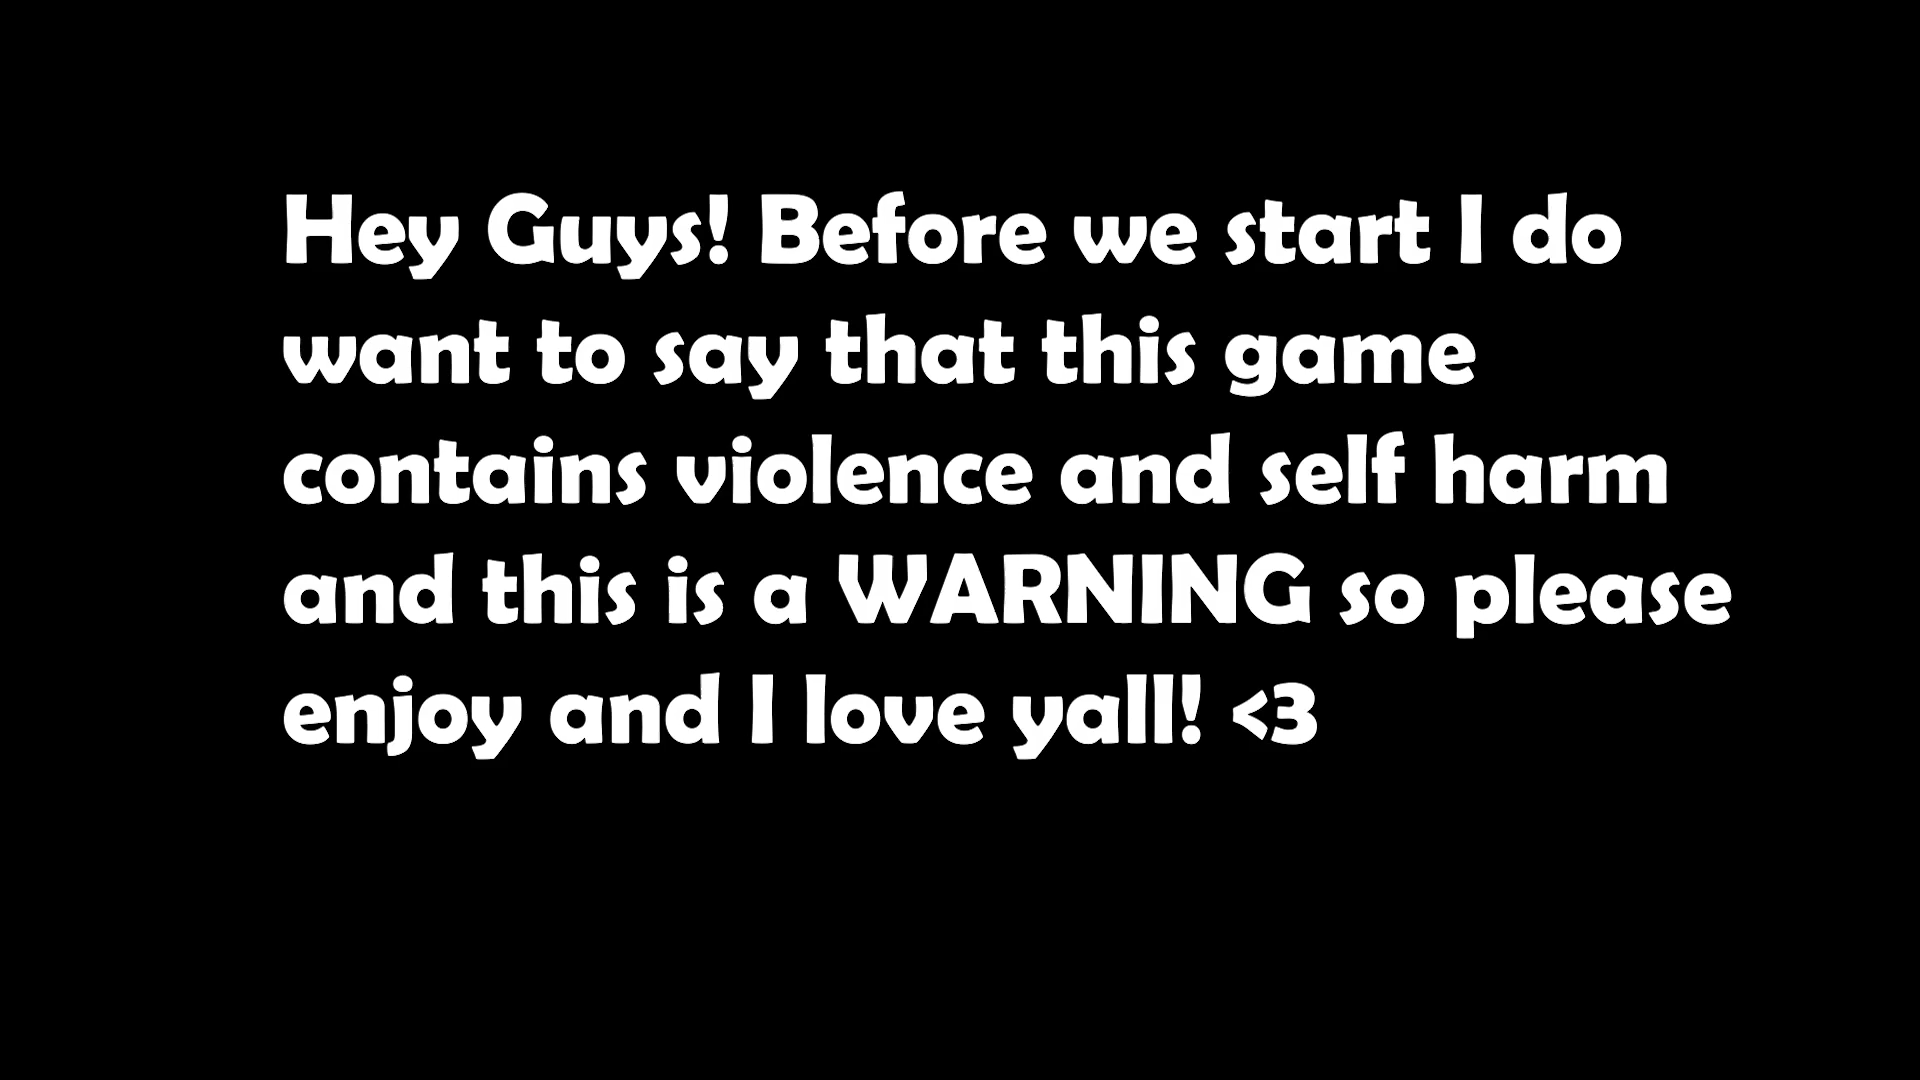 Hey Guys! Before we start I do
want to say that this game
contains violence and self harm
and this is a WARNING so please
enjoy and I love yall! <3